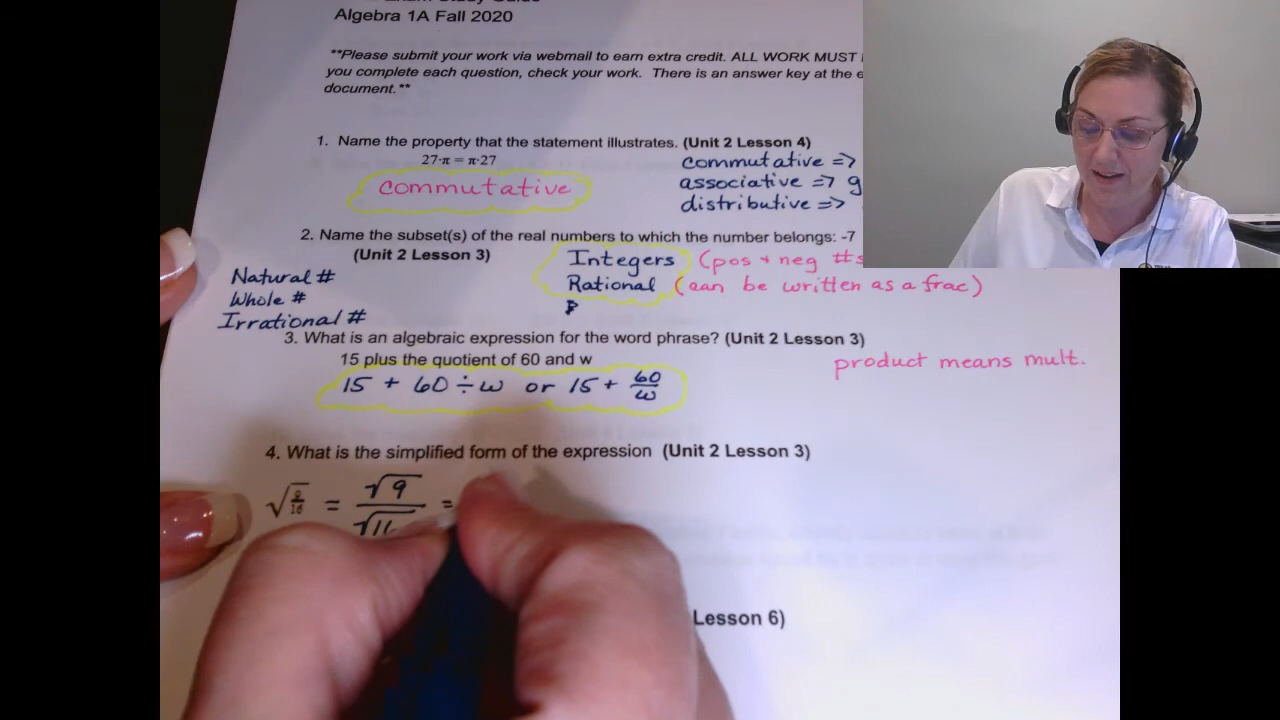 Algebra 1A Fall 2020
**Please submit your work via webmail to earn extra credit. ALL WORK MUST
you complete each question, check your work. There is an answer key at the
document.**
1. Name the property that the statement illustrates. (Unit 2 Lesson 4)
27·π = π·27
commutative
commutative =>
associative => g
distributive =>
2. Name the subset(s) of the real numbers to which the number belongs: -7
(Unit 2 Lesson 3)
Integers (pos + neg #s
Rational (can be written as a frac)
Natural #
Whole #
Irrational #
3. What is an algebraic expression for the word phrase? (Unit 2 Lesson 3)
15 plus the quotient of 60 and w
product means mult.
15 + 60 ÷ w or 15 + 60/w
4. What is the simplified form of the expression (Unit 2 Lesson 3)
√9/16 = √9/√16 =
Lesson 6)